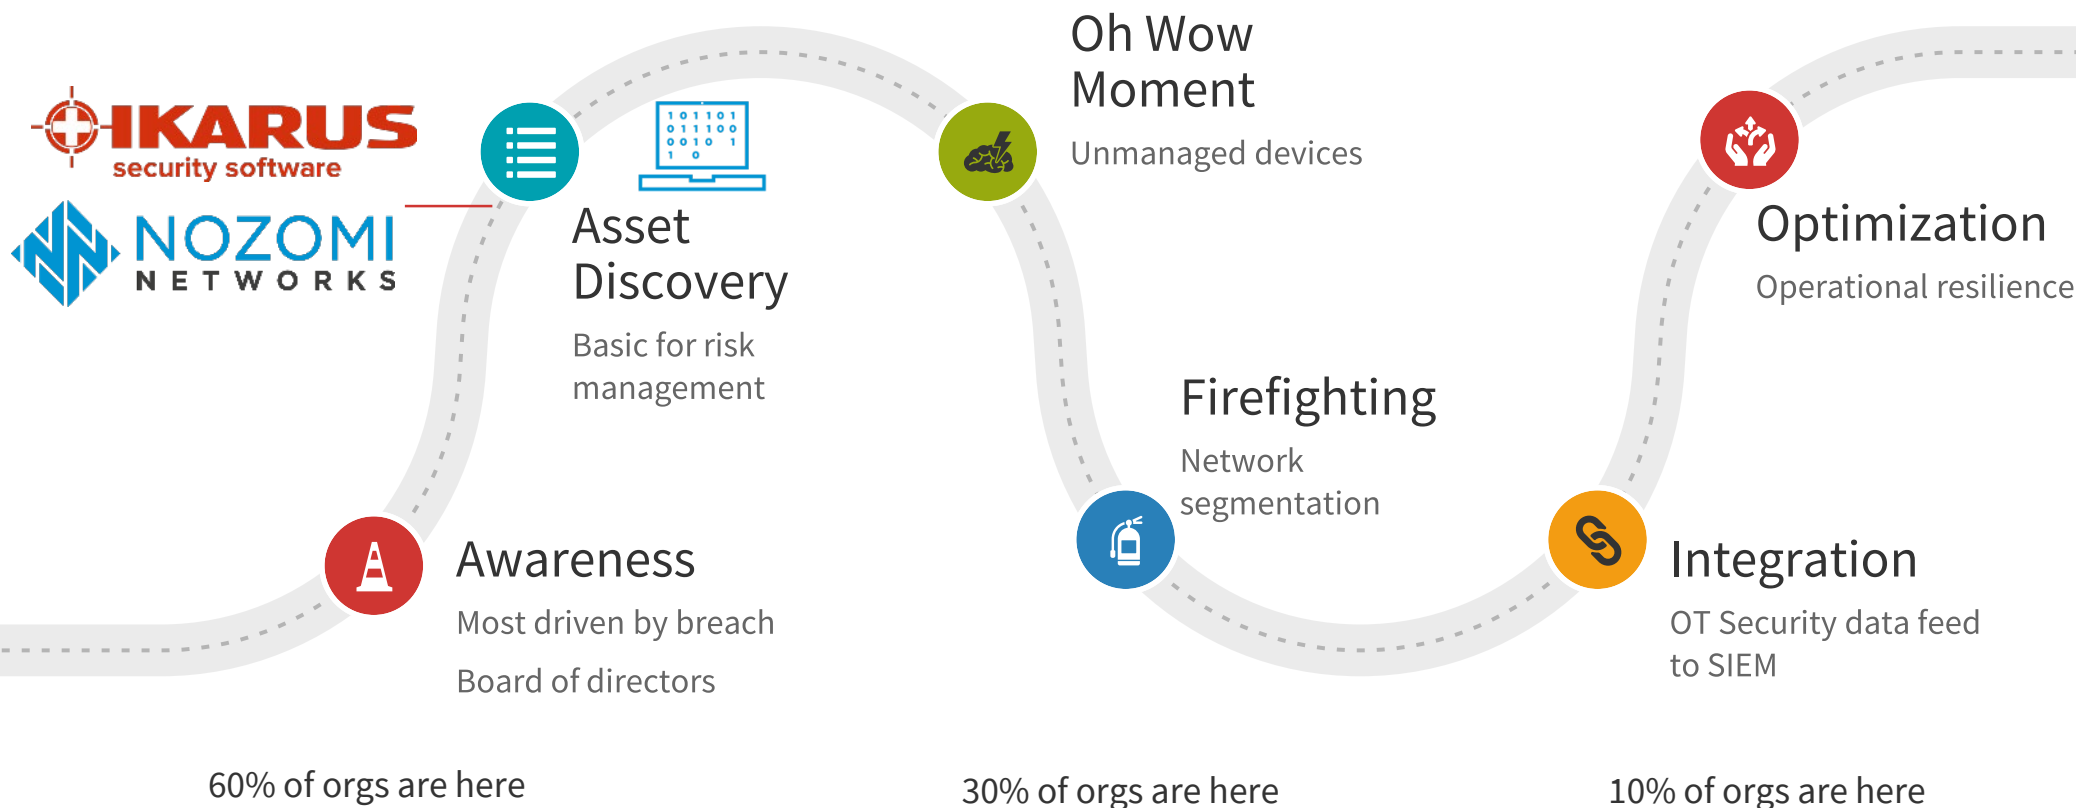 IKARUS
security software
NOZOMI
NETWORKS
101101
011100
0010 1
1 0
Asset
Discovery
Basic for risk
management
Awareness
Most driven by breach
Board of directors
60% of orgs are here
Oh Wow
Moment
Unmanaged devices
Firefighting
Network
segmentation
30% of orgs are here
Optimization
Operational resilience
Integration
OT Security data feed
to SIEM
10% of orgs are here